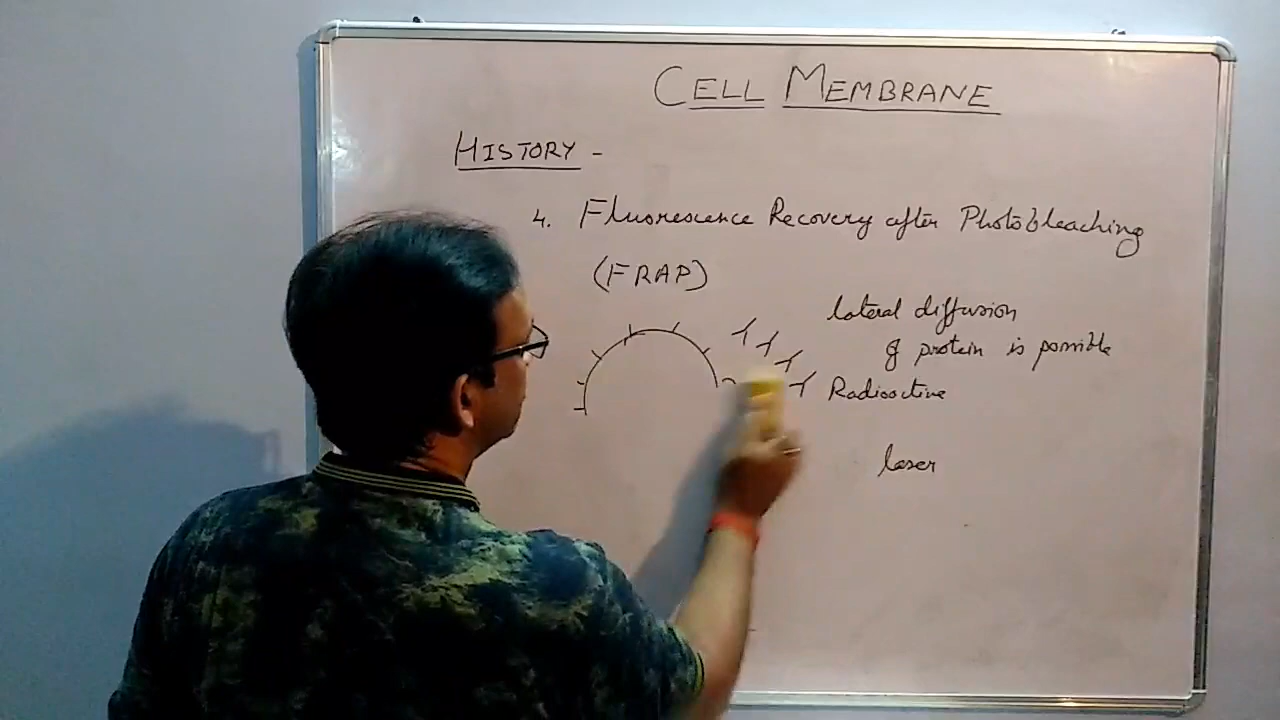 CELL MEMBRANE
HISTORY -
4. Fluorescence Recovery after Photobleaching
(FRAP)
lateral diffusion
of protein is possible
Radioactive
laser